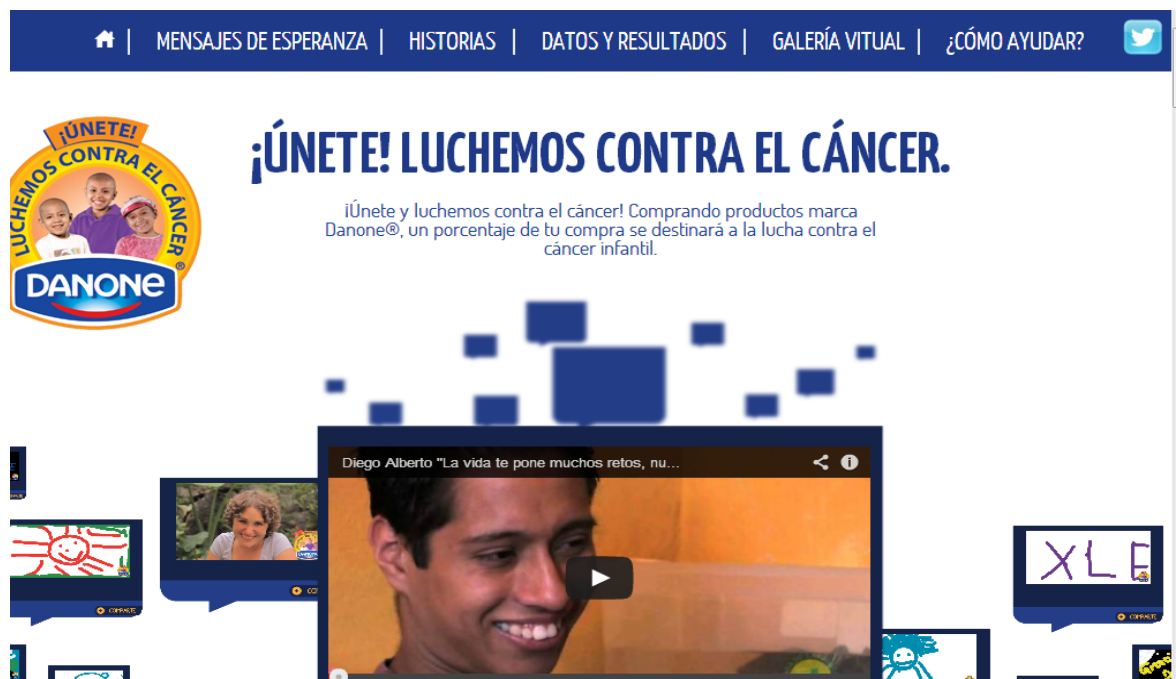 MENSAJES DE ESPERANZA | HISTORIAS | DATOS Y RESULTADOS | GALERÍA VITUAL | ¿CÓMO AYUDAR?
¡ÚNETE!
LUCHEMOS CONTRA EL CÁNCER
DANONE
¡ÚNETE! LUCHEMOS CONTRA EL CÁNCER.
¡Únete y luchemos contra el cáncer! Comprando productos marca
Danone®, un porcentaje de tu compra se destinará a la lucha contra el
cáncer infantil.
Diego Alberto "La vida te pone muchos retos, nu...
XLE
COMPARTE
COMPARTE